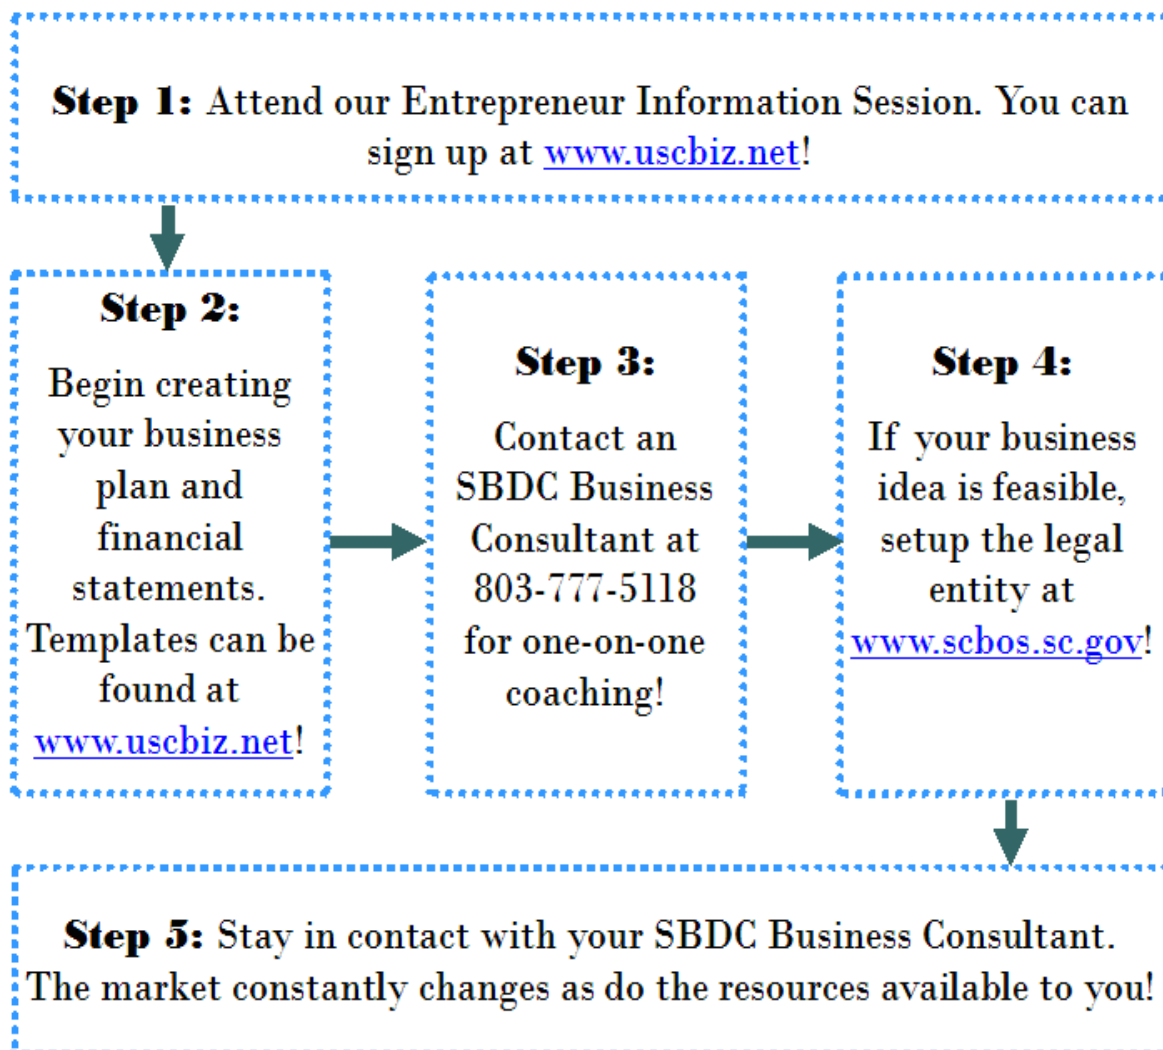 Step 1: Attend our Entrepreneur Information Session. You can
sign up at www.uscbiz.net!
Step 2:
Begin creating
your business
plan and
financial
statements.
Templates can be
found at
www.uscbiz.net!
Step 3:
Contact an
SBDC Business
Consultant at
803-777-5118
for one-on-one
coaching!
Step 4:
If your business
idea is feasible,
setup the legal
entity at
www.scbos.sc.gov!
Step 5: Stay in contact with your SBDC Business Consultant.
The market constantly changes as do the resources available to you!